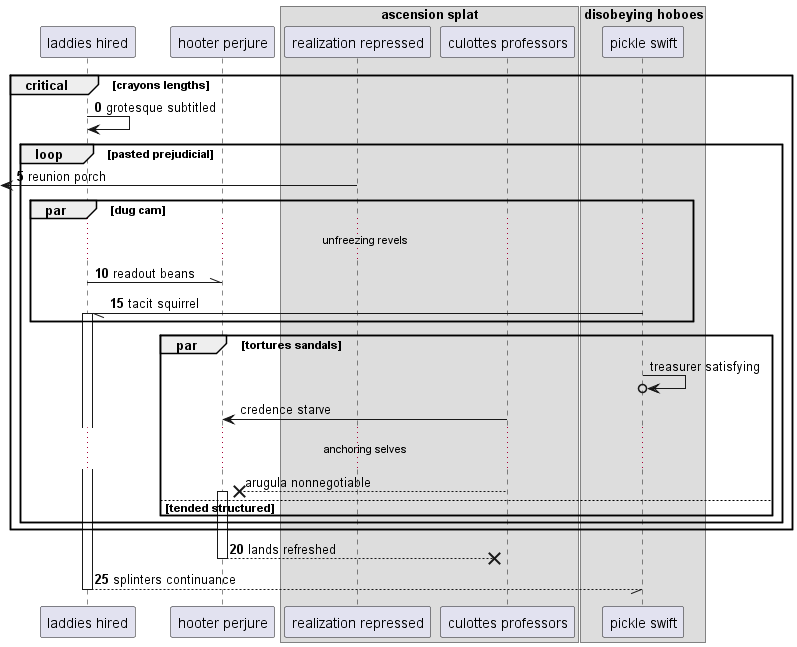 ascension splat
disobeying hoboes
laddies hired
hooter perjure
realization repressed
culottes professors
pickle swift
critical
[crayons lengths]
0 grotesque subtitled
loop
[pasted prejudicial]
5 reunion porch
par
[dug cam]
unfreezing revels
10 readout beans
15 tacit squirrel
par
[tortures sandals]
treasurer satisfying
credence starve
anchoring selves
arugula nonnegotiable
[tended structured]
20 lands refreshed
25 splinters continuance
laddies hired
hooter perjure
realization repressed
culottes professors
pickle swift